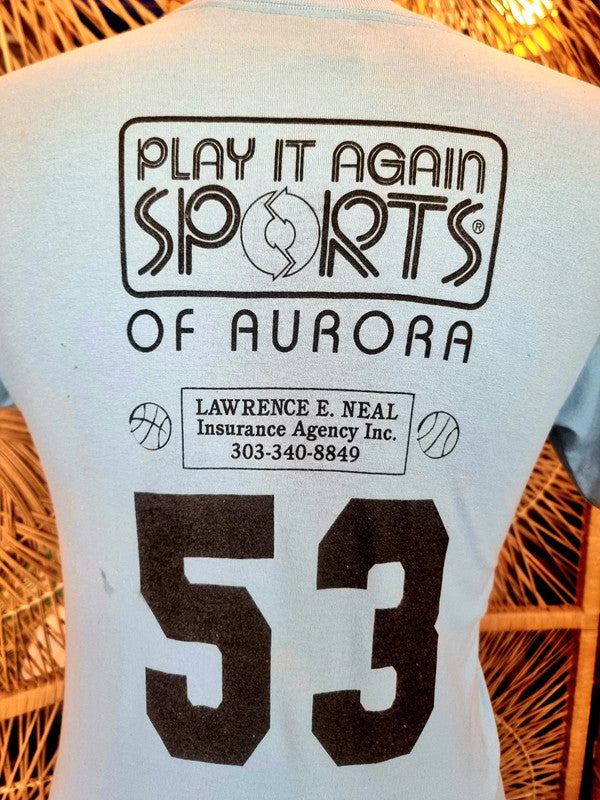 PLAY IT AGAIN
SPORTS®
OF AURORA
LAWRENCE E. NEAL
Insurance Agency Inc.
303-340-8849
53